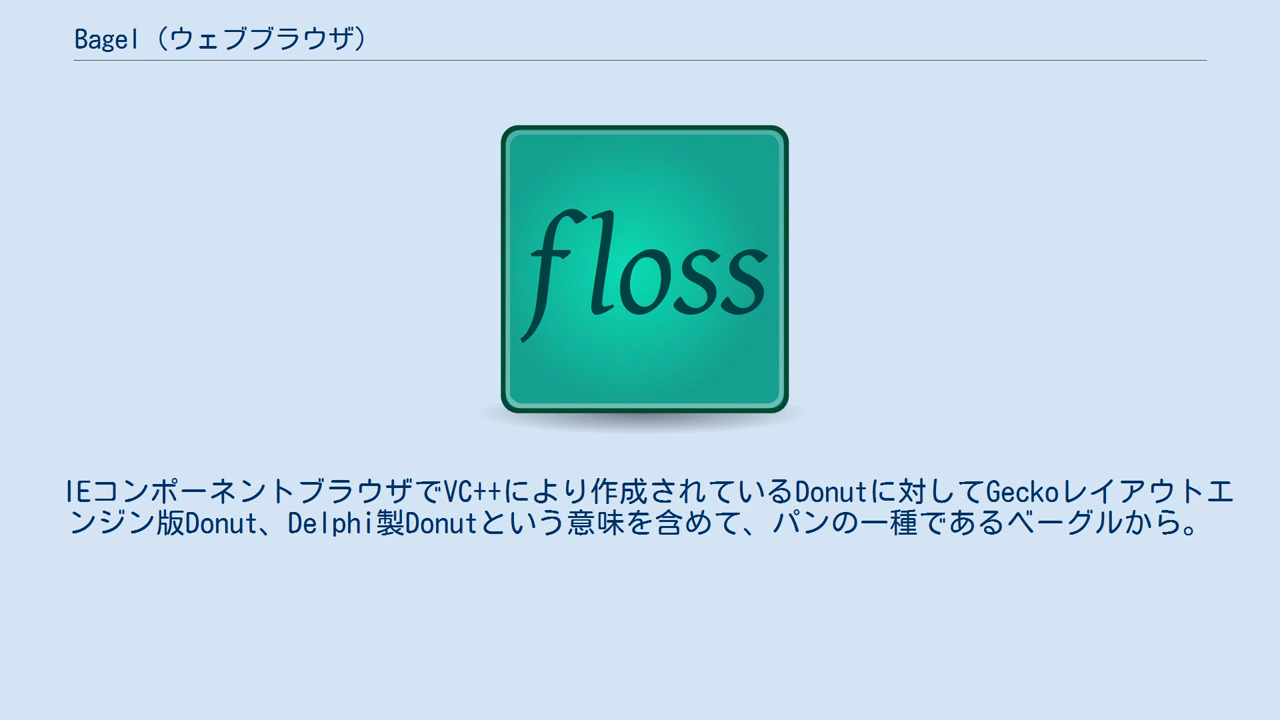 Bagel（ウェブブラウザ）
floss
IEコンポーネントブラウザでVC++により作成されているDonutに対してGeckoレイアウトエ
ンジン版Donut、Delphi製Donutという意味を含めて、パンの一種であるベーグルから。